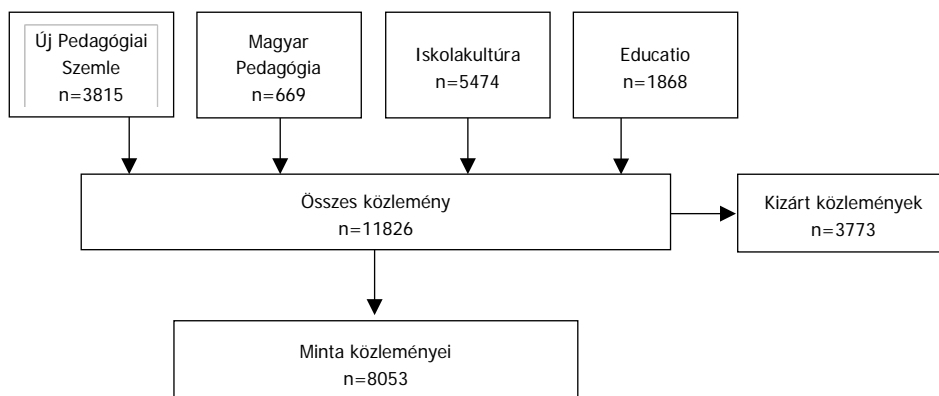 Új Pedagógiai
Szemle
n=3815
Magyar
Pedagógia
n=669
Iskolakultúra
n=5474
Educatio
n=1868
Összes közlemény
n=11826
Kizárt közlemények
n=3773
Minta közleményei
n=8053